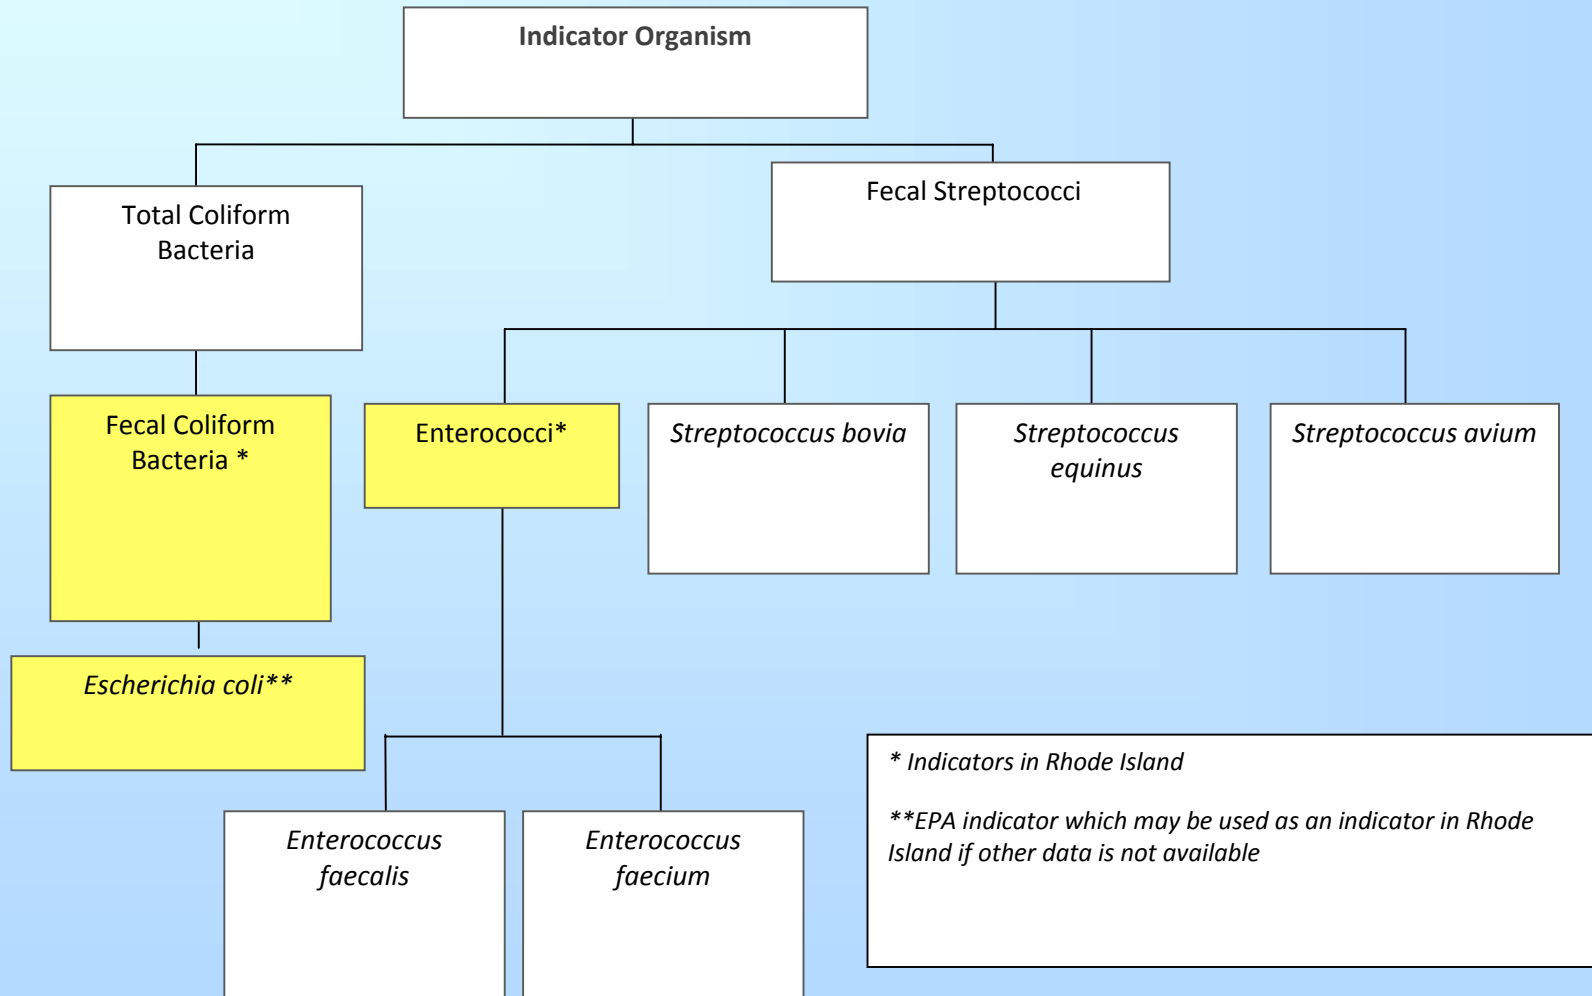 Indicator Organism
Total Coliform
Bacteria
Fecal Streptococci
Fecal Coliform
Bacteria *
Enterococci*
Streptococcus bovia
Streptococcus
equinus
Streptococcus avium
Escherichia coli**
Enterococcus
faecalis
Enterococcus
faecium
* Indicators in Rhode Island
**EPA indicator which may be used as an indicator in Rhode
Island if other data is not available